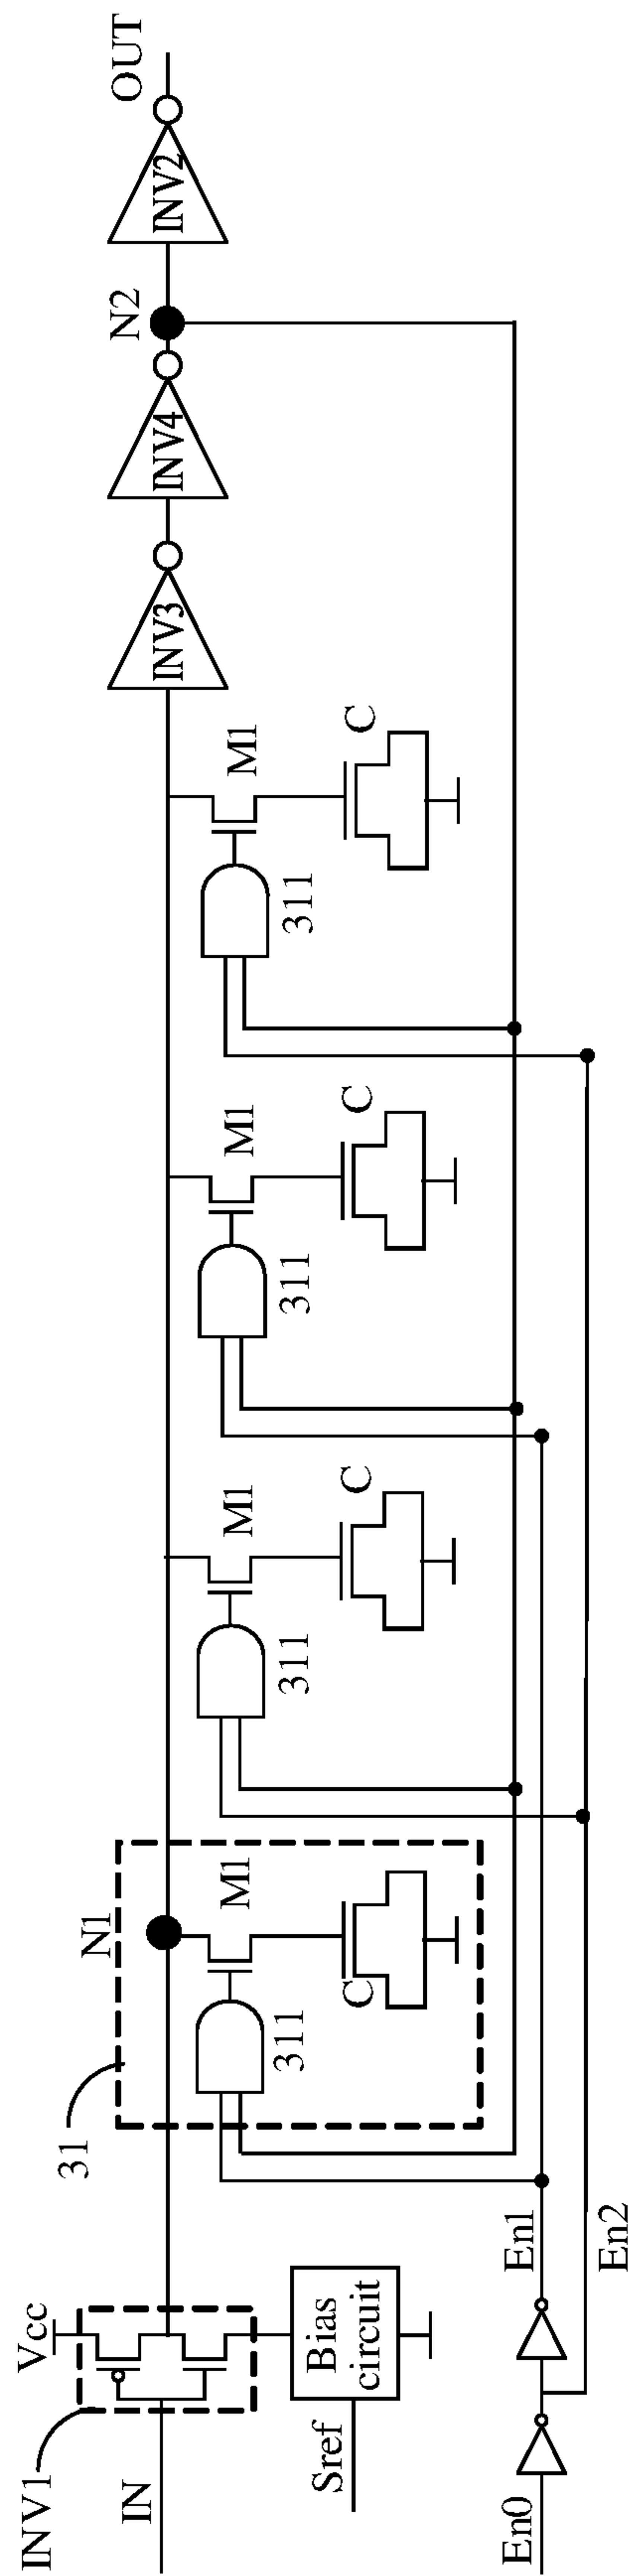 INV1
Vcc
IN
Sref
Bias
circuit
En0
En1
En2
31
N1
M1
C
311
M1
C
311
M1
C
311
M1
C
311
INV3
INV4
N2
INV2
OUT